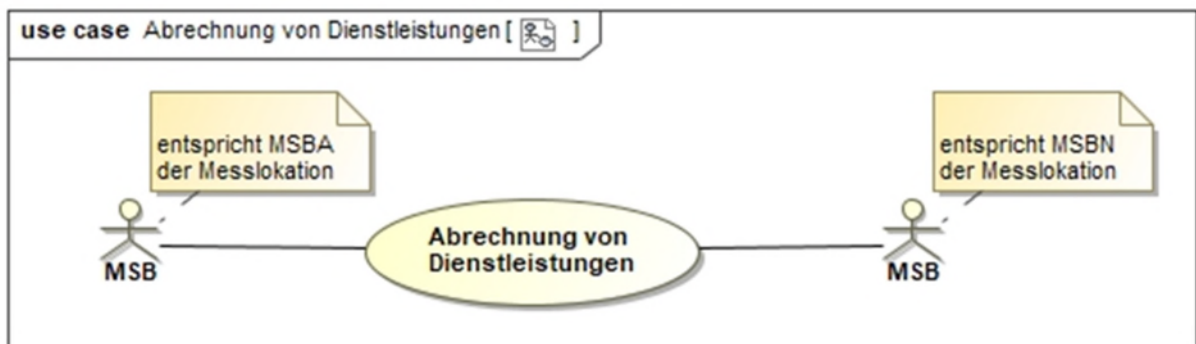 use case Abrechnung von Dienstleistungen [ ]
entspricht MSBA
der Messlokation
entspricht MSBN
der Messlokation
MSB
Abrechnung von
Dienstleistungen
MSB